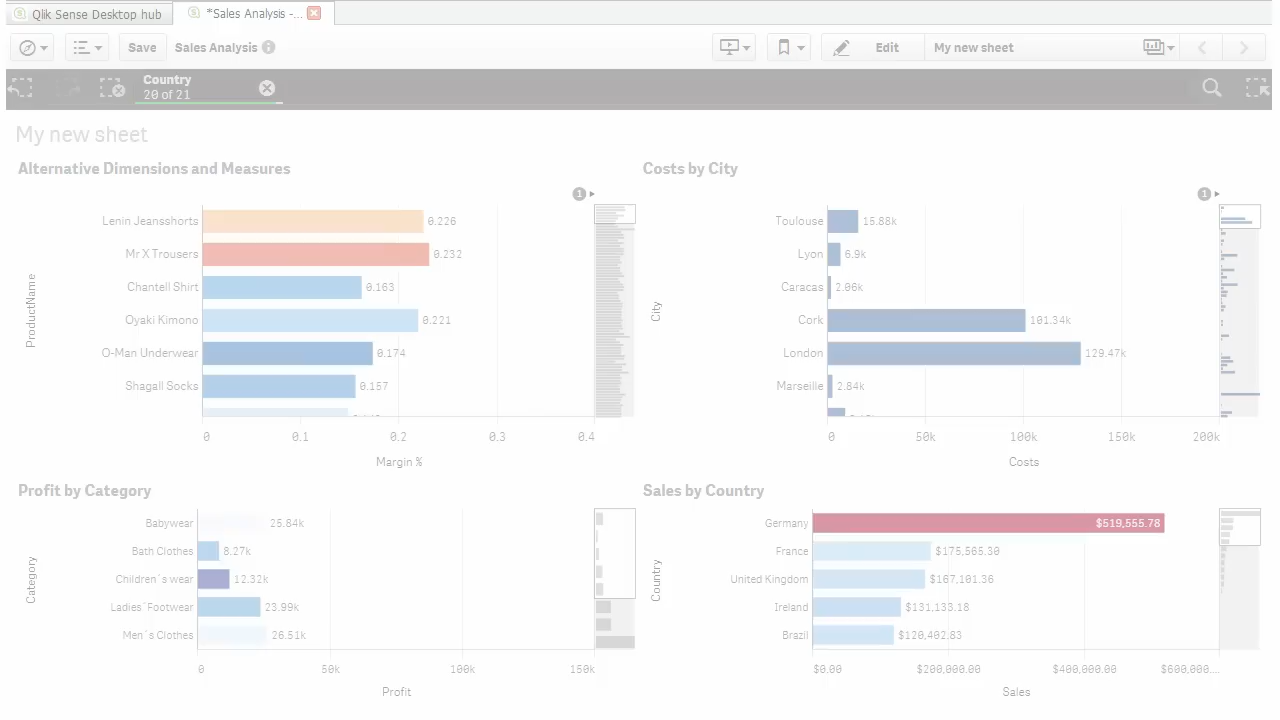 Qlik Sense Desktop hub
*Sales Analysis -...
Save
Sales Analysis
Edit
My new sheet
Country
20 of 21
My new sheet
Alternative Dimensions and Measures
1
ProductName
Lenin Jeansshorts 0.226
Mr X Trousers 0.232
Chantell Shirt 0.163
Oyaki Kimono 0.221
O-Man Underwear 0.174
Shagall Socks 0.157
0 0.1 0.2 0.3 0.4
Margin %
Costs by City
1
City
Toulouse 15.88k
Lyon 6.9k
Caracas 2.06k
Cork 101.34k
London 129.47k
Marseille 2.84k
0 50k 100k 150k 200k
Costs
Profit by Category
Category
Babywear 25.84k
Bath Clothes 8.27k
Children´s wear 12.32k
Ladies´Footwear 23.99k
Men´s Clothes 26.51k
0 50k 100k 150k
Profit
Sales by Country
Country
Germany $519,555.78
France $175,565.30
United Kingdom $167,101.36
Ireland $131,133.18
Brazil $120,402.83
$0.00 $200,000.00 $400,000.00 $600,000,...
Sales